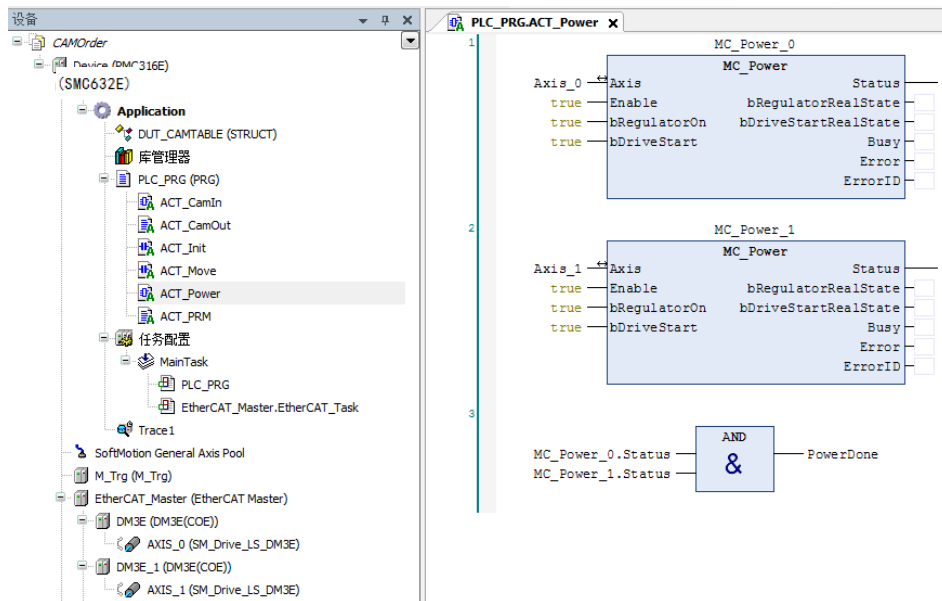 设备
CAMOrder
Device (PMC316E)
(SMC632E)
Application
DUT_CAMTABLE (STRUCT)
库管理器
PLC_PRG (PRG)
ACT_CamIn
ACT_CamOut
ACT_Init
ACT_Move
ACT_Power
ACT_PRM
任务配置
MainTask
PLC_PRG
EtherCAT_Master.EtherCAT_Task
Trace1
SoftMotion General Axis Pool
M_Trg (M_Trg)
EtherCAT_Master (EtherCAT Master)
DM3E (DM3E(COE))
AXIS_0 (SM_Drive_LS_DM3E)
DM3E_1 (DM3E(COE))
AXIS_1 (SM_Drive_LS_DM3E)
PLC_PRG.ACT_Power
1
MC_Power_0
MC_Power
Axis_0 Axis Status
true Enable bRegulatorRealState
true bRegulatorOn bDriveStartRealState
true bDriveStart Busy
Error
ErrorID
2
MC_Power_1
MC_Power
Axis_1 Axis Status
true Enable bRegulatorRealState
true bRegulatorOn bDriveStartRealState
true bDriveStart Busy
Error
ErrorID
3
AND
MC_Power_0.Status & PowerDone
MC_Power_1.Status